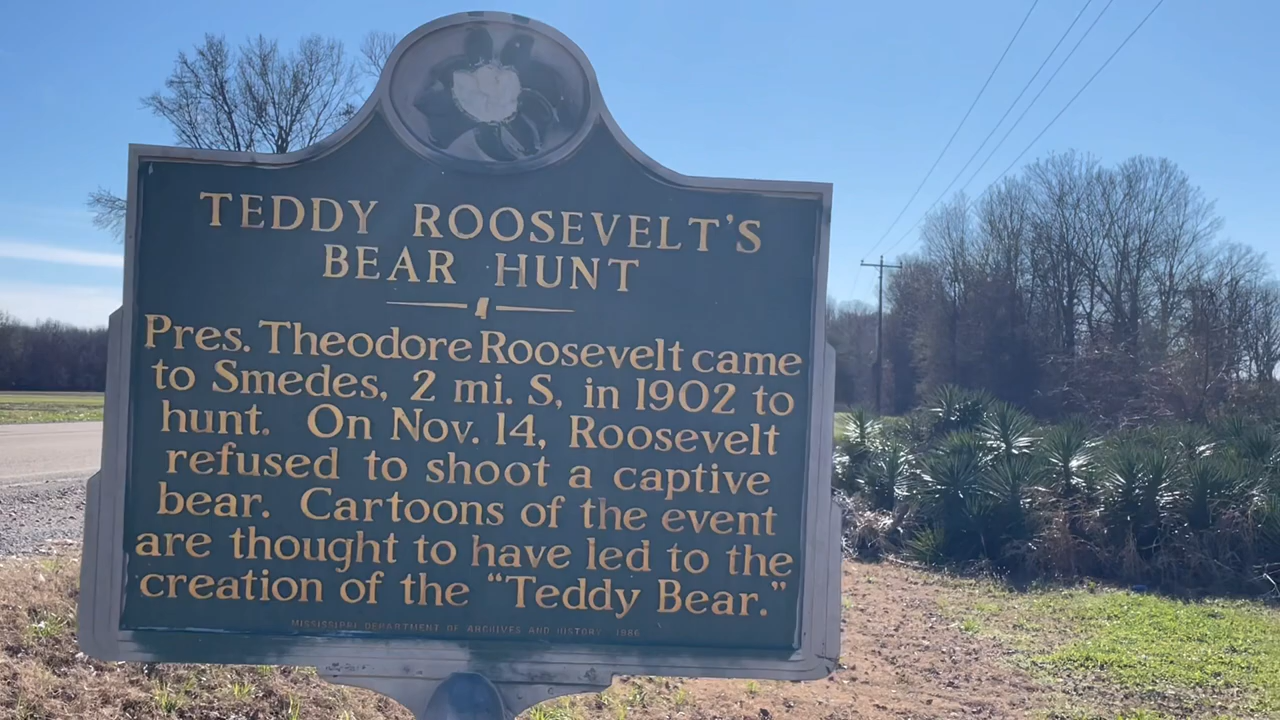 TEDDY ROOSEVELT'S
BEAR HUNT
Pres. Theodore Roosevelt came
to Smedes, 2 mi. S, in 1902 to
hunt. On Nov. 14, Roosevelt
refused to shoot a captive
bear. Cartoons of the event
are thought to have led to the
creation of the "Teddy Bear."
MISSISSIPPI DEPARTMENT OF ARCHIVES AND HISTORY